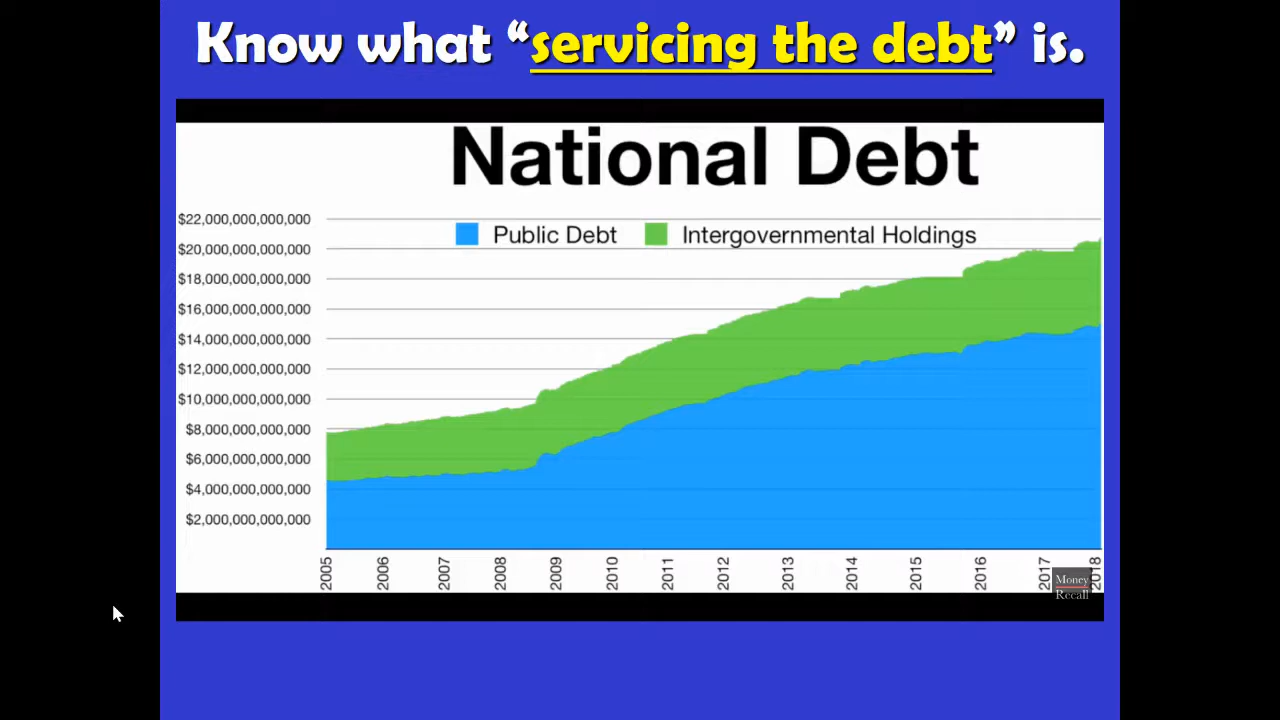 Know what “servicing the debt” is.
National Debt
Public Debt Intergovernmental Holdings
$22,000,000,000,000
$20,000,000,000,000
$18,000,000,000,000
$16,000,000,000,000
$14,000,000,000,000
$12,000,000,000,000
$10,000,000,000,000
$8,000,000,000,000
$6,000,000,000,000
$4,000,000,000,000
$2,000,000,000,000
2005 2006 2007 2008 2009 2010 2011 2012 2013 2014 2015 2016 2017 2018
Money
Recall